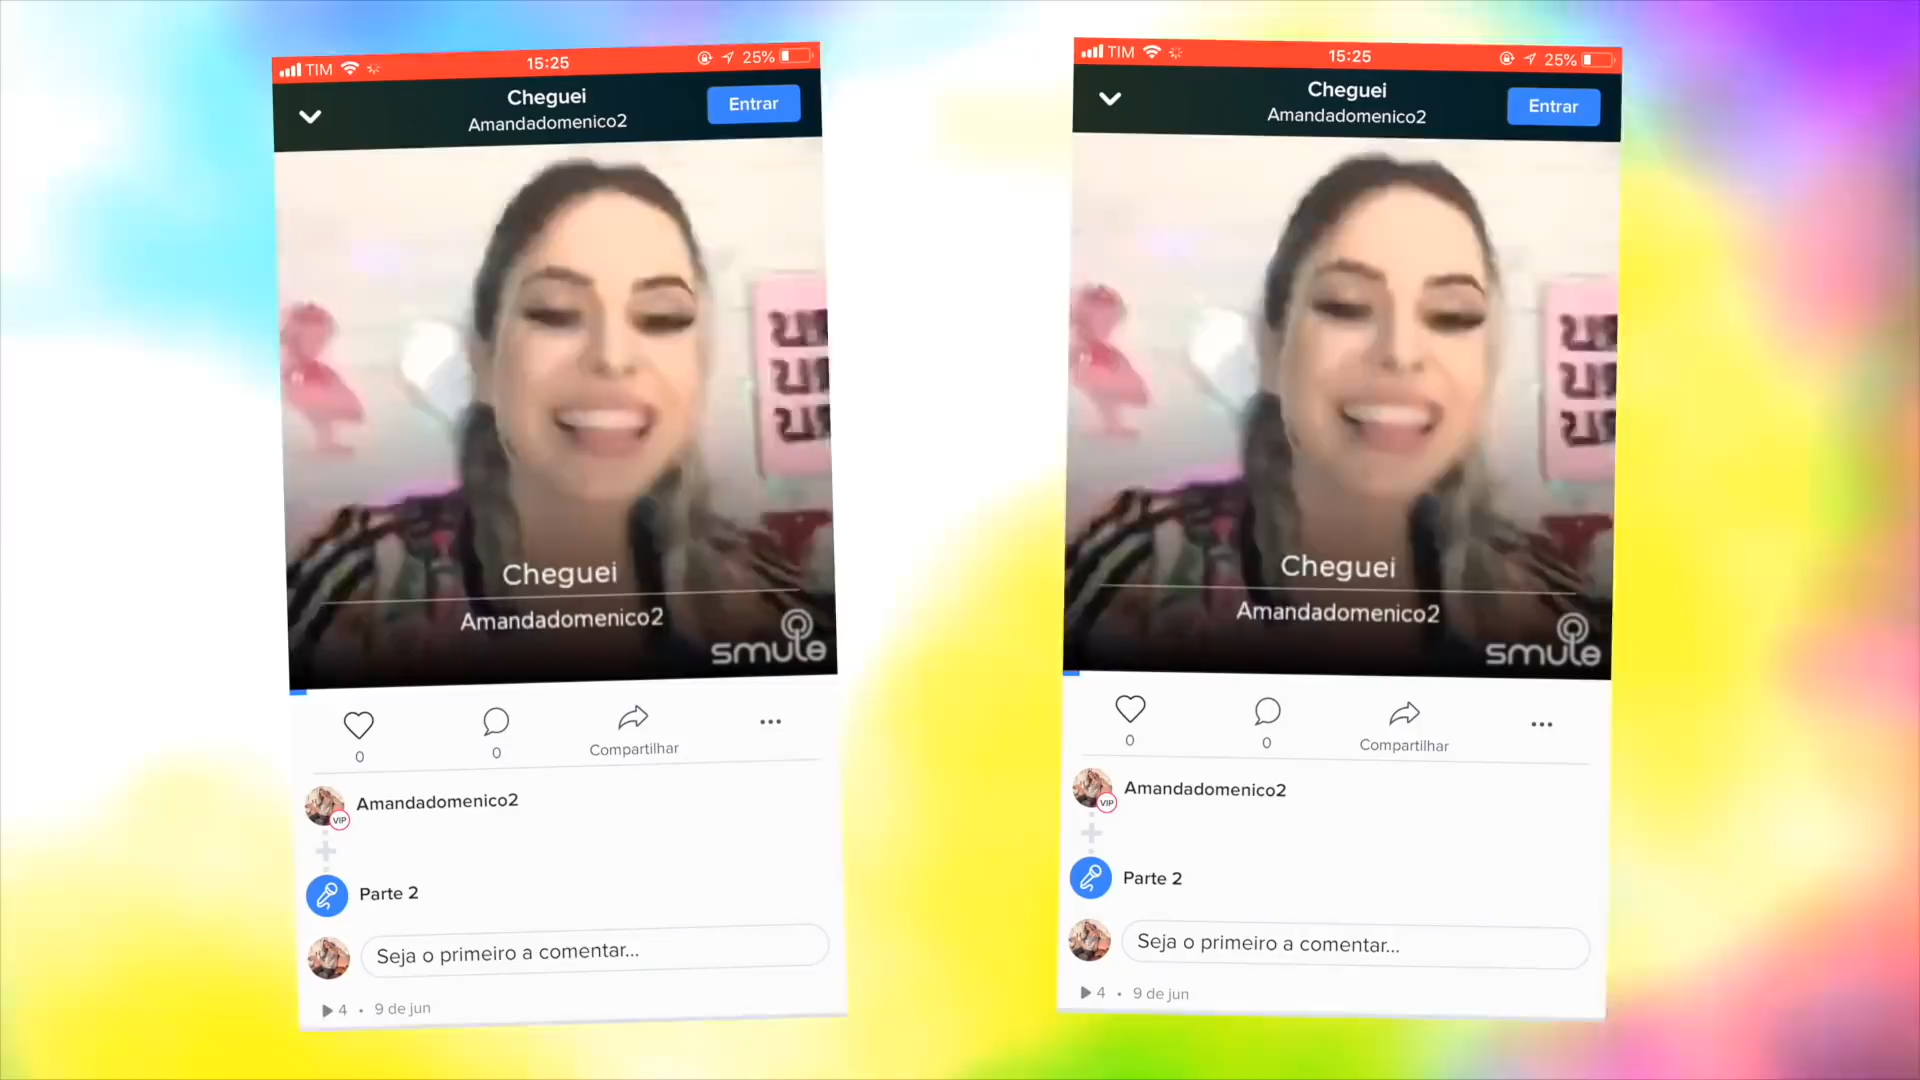 TIM 15:25 25%
Cheguei
Amandadomenico2
Entrar
Cheguei
Amandadomenico2
smule
0
0
Compartilhar
Amandadomenico2
VIP
Parte 2
Seja o primeiro a comentar...
4 • 9 de jun
TIM 15:25 25%
Cheguei
Amandadomenico2
Entrar
Cheguei
Amandadomenico2
smule
0
0
Compartilhar
Amandadomenico2
VIP
Parte 2
Seja o primeiro a comentar...
4 • 9 de jun